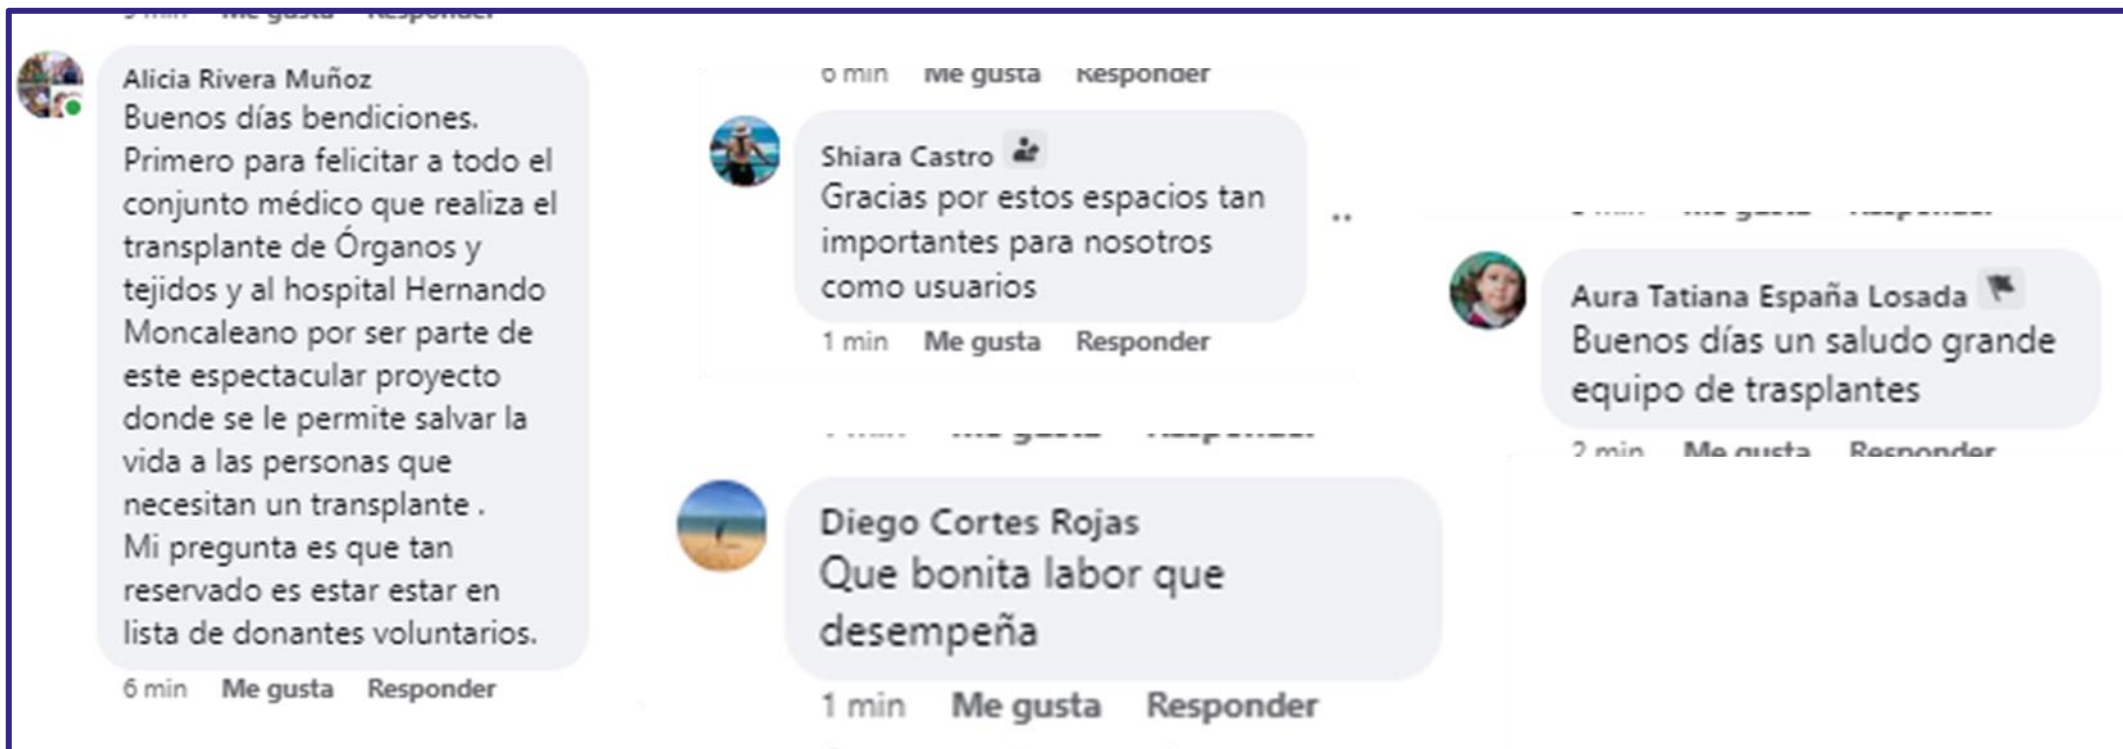 Alicia Rivera Muñoz
Buenos días bendiciones.
Primero para felicitar a todo el
conjunto médico que realiza el
transplante de Órganos y
tejidos y al hospital Hernando
Moncaleano por ser parte de
este espectacular proyecto
donde se le permite salvar la
vida a las personas que
necesitan un transplante .
Mi pregunta es que tan
reservado es estar estar en
lista de donantes voluntarios.
6 min Me gusta Responder
6 min Me gusta Responder
Shiara Castro
Gracias por estos espacios tan
importantes para nosotros
como usuarios
1 min Me gusta Responder
Diego Cortes Rojas
Que bonita labor que
desempeña
1 min Me gusta Responder
Aura Tatiana España Losada
Buenos días un saludo grande
equipo de trasplantes
2 min Me gusta Responder